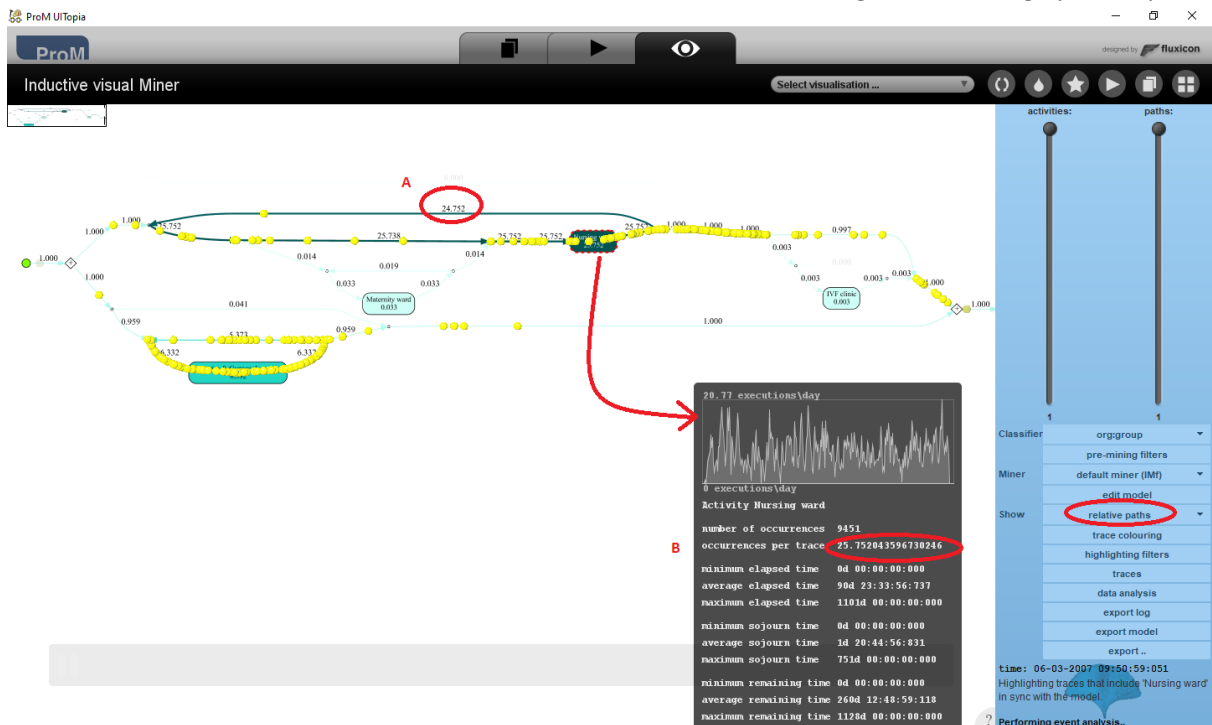 ProM UITopia
ProM
designed by fluxicon
Inductive visual Miner
Select visualisation ...
activities:
paths:
A
24.752
1.000
1.000
25.752
25.738
25.752
25.752
25.752
1.000
1.000
1.000
0.997
0.014
0.019
0.014
0.003
1.000
0.033
0.033
0.003
0.003
0.003
1.000
1.000
Maternity ward
0.033
IVF clinic
0.003
1.000
0.041
0.959
5.373
0.959
1.000
6.332
6.332
1
1
20.77 executions\day
0 executions\day
Activity Nursing ward
number of occurrences 9451
B
occurrences per trace 25.752043596730246
minimum elapsed time 0d 00:00:00:000
average elapsed time 90d 23:33:56:737
maximum elapsed time 1101d 00:00:00:000
minimum sojourn time 0d 00:00:00:000
average sojourn time 1d 20:44:56:831
maximum sojourn time 751d 00:00:00:000
minimum remaining time 0d 00:00:00:000
average remaining time 260d 12:48:59:118
maximum remaining time 1128d 00:00:00:000
Classifier org:group
pre-mining filters
Miner default miner (IMf)
edit model
Show relative paths
trace colouring
highlighting filters
traces
data analysis
export log
export model
export ..
time: 06-03-2007 09:50:59:051
Highlighting traces that include 'Nursing ward'
in sync with the model.
? Performing event analysis..